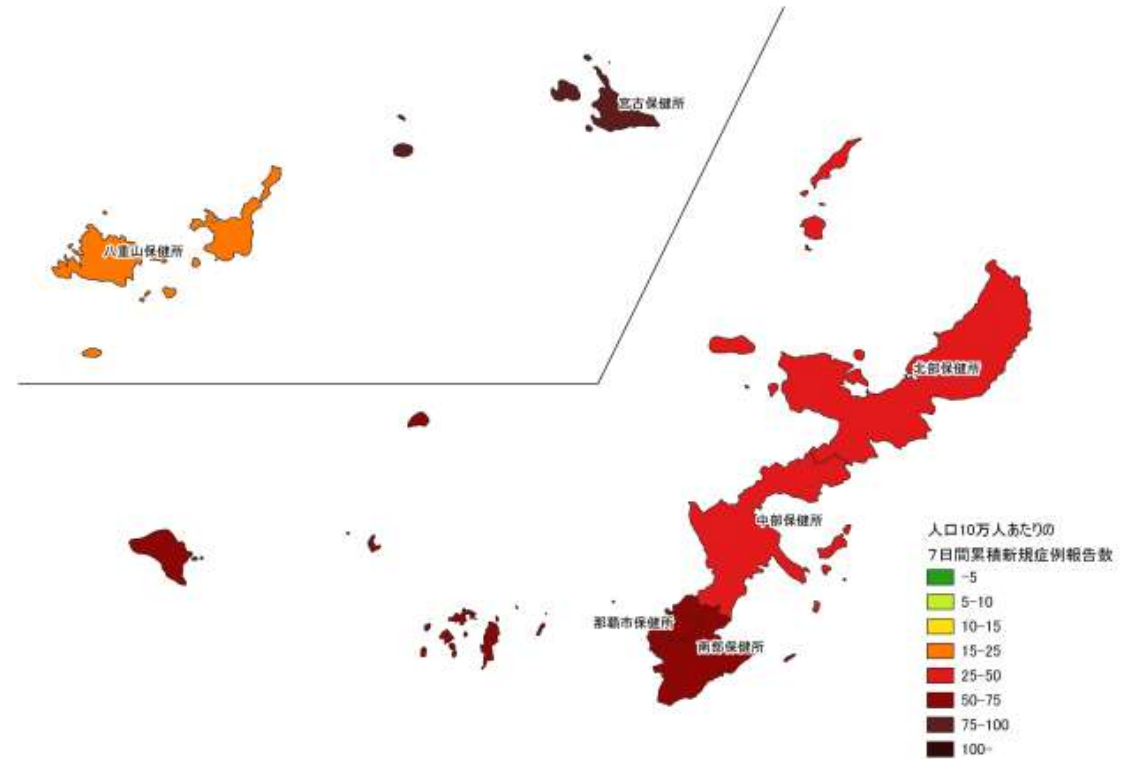 宮古保健所
八重山保健所
北部保健所
中部保健所
那覇市保健所
南部保健所
人口10万人あたりの
7日間累積新規症例報告数
-5
5-10
10-15
15-25
25-50
50-75
75-100
100-